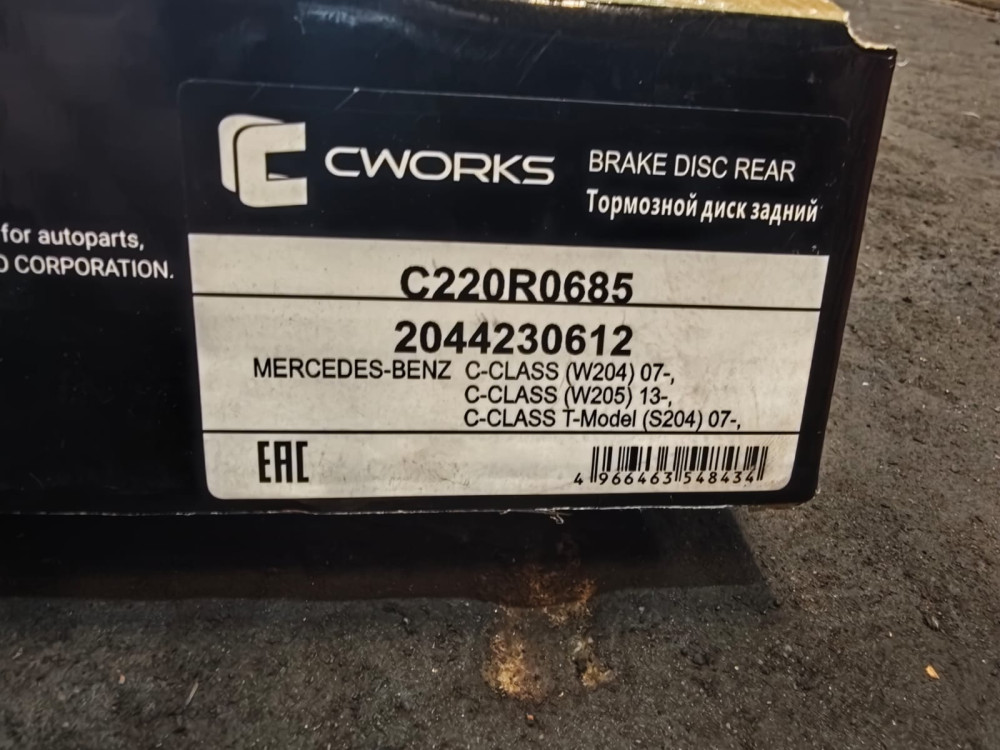 CWORKS
BRAKE DISC REAR
Тормозной диск задний
for autoparts,
CORPORATION.
C220R0685
2044230612
MERCEDES-BENZ C-CLASS (W204) 07-,
C-CLASS (W205) 13-,
C-CLASS T-Model (S204) 07-,
EAC
4 966463 548434